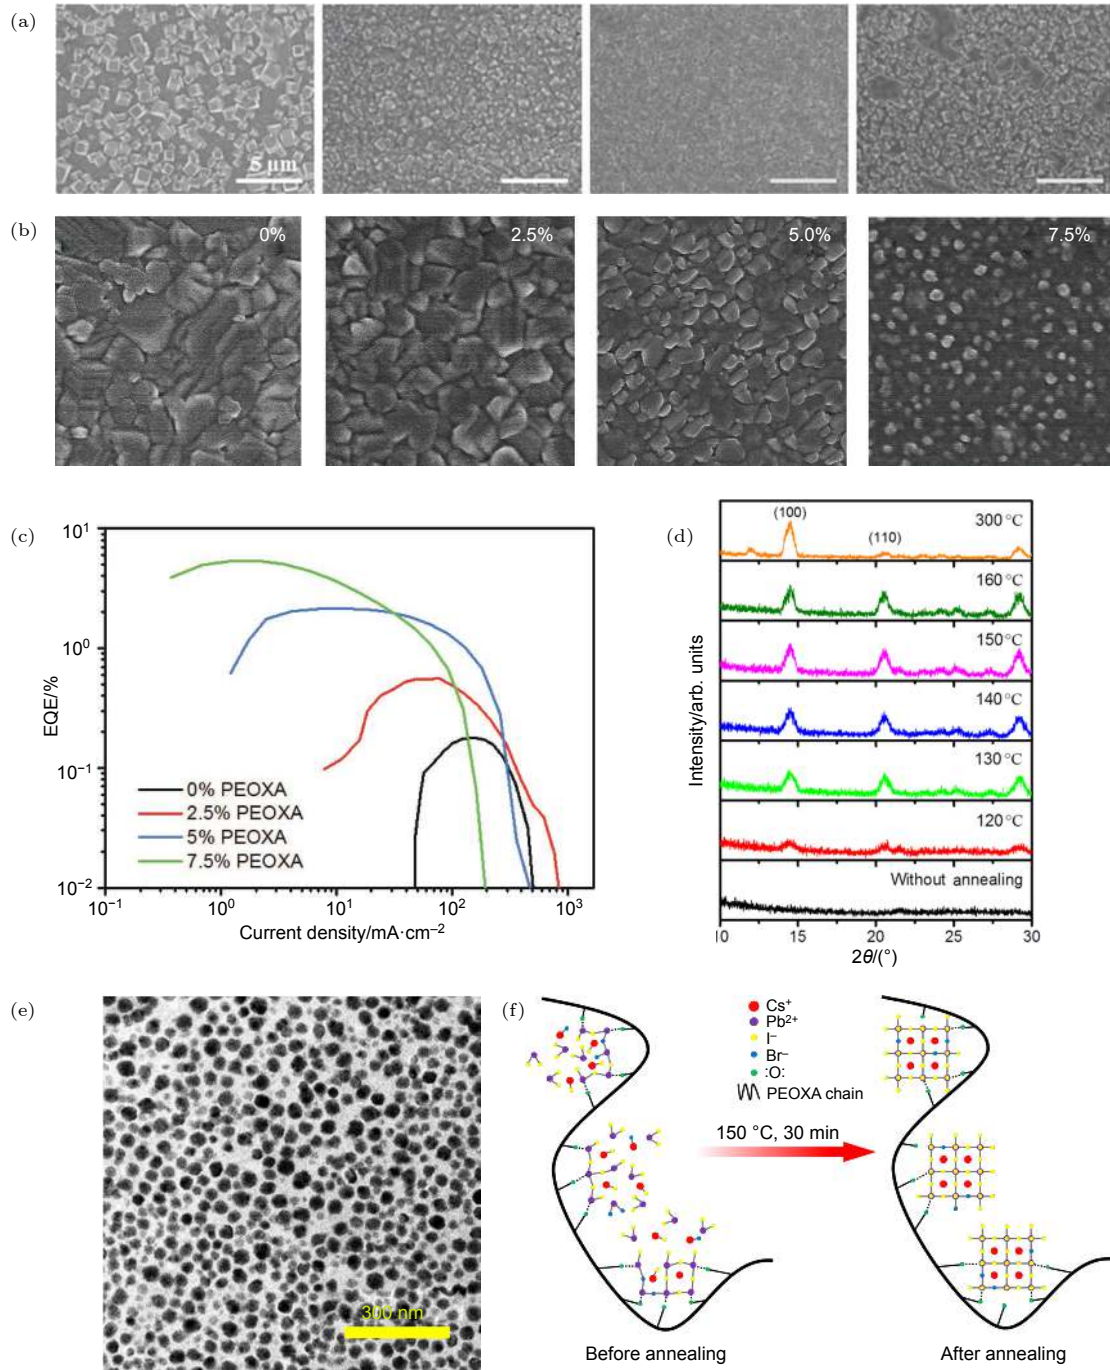 (a)
5 μm
(b)
0%
2.5%
5.0%
7.5%
(c)
10¹
10⁰
10⁻¹
10⁻²
EQE/%
0% PEOXA
2.5% PEOXA
5% PEOXA
7.5% PEOXA
10⁻¹ 10⁰ 10¹ 10² 10³
Current density/mA·cm⁻²
(d)
(100)
(110)
300 °C
160 °C
150 °C
140 °C
130 °C
120 °C
Without annealing
Intensity/arb. units
10 15 20 25 30
2θ/(°)
(e)
300 nm
(f)
Cs⁺
Pb²⁺
I⁻
Br⁻
:O:
PEOXA chain
150 °C, 30 min
Before annealing
After annealing